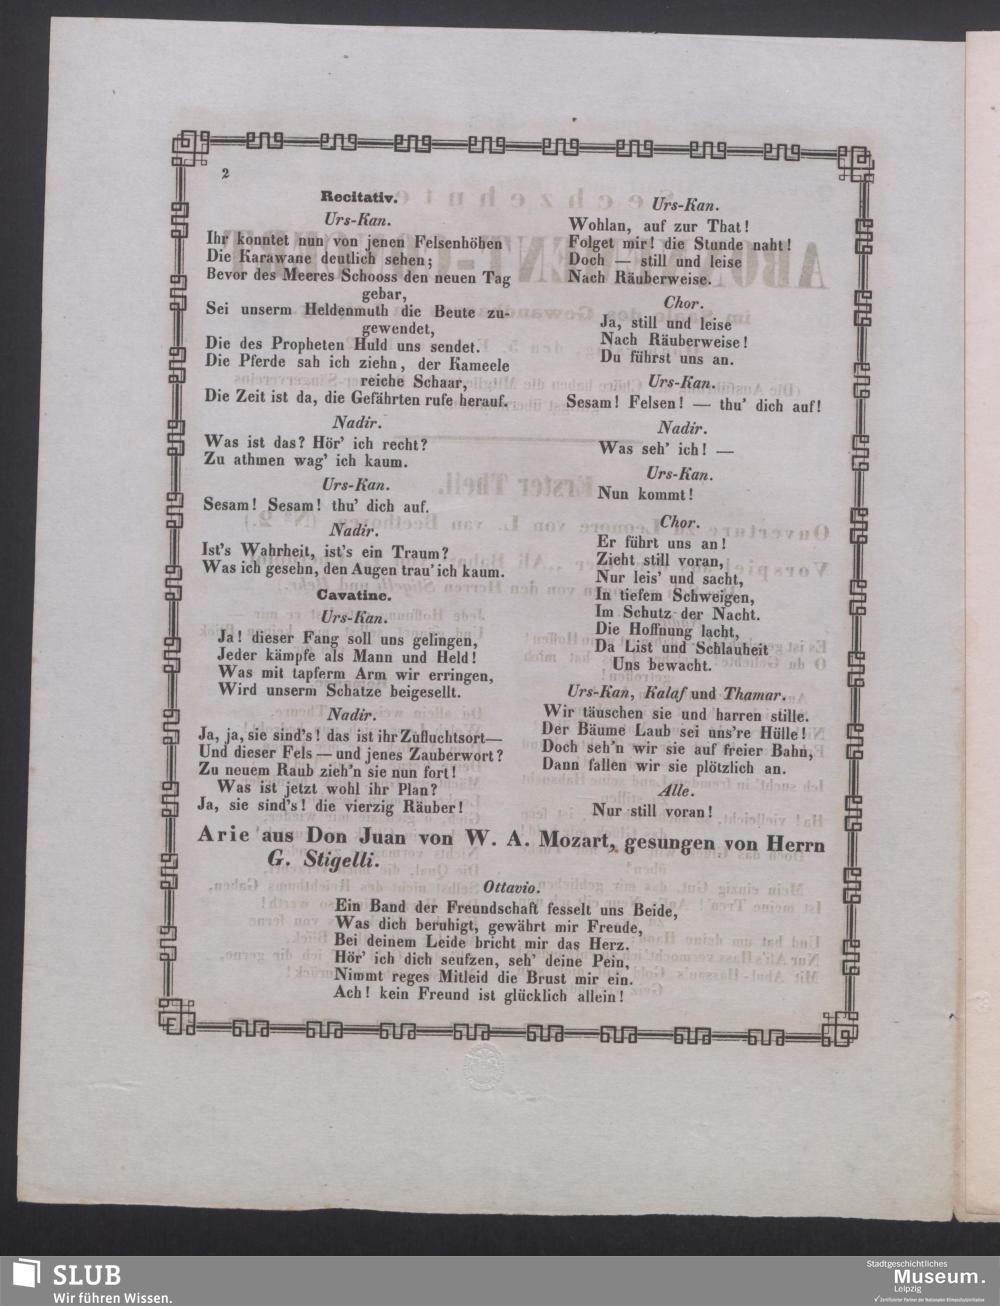 2
Recitativ.
Urs-Kan.
Ihr konntet nun von jenen Felsenhöhen
Die Karawane deutlich sehen;
Bevor des Meeres Schooss den neuen Tag
gebar,
Sei unserm Heldenmuth die Beute zu-
gewendet,
Die des Propheten Huld uns sendet.
Die Pferde sah ich ziehn, der Kameele
reiche Schaar,
Die Zeit ist da, die Gefährten rufe herauf.
Nadir.
Was ist das? Hör' ich recht?
Zu athmen wag' ich kaum.
Urs-Kan.
Sesam! Sesam! thu' dich auf.
Nadir.
Ist's Wahrheit, ist's ein Traum?
Was ich gesehn, den Augen trau' ich kaum.
Cavatine.
Urs-Kan.
Ja! dieser Fang soll uns gelingen,
Jeder kämpfe als Mann und Held!
Was mit tapferm Arm wir erringen,
Wird unserm Schatze beigesellt.
Nadir.
Ja, ja, sie sind's! das ist ihr Zufluchtsort—
Und dieser Fels — und jenes Zauberwort?
Zu neuem Raub zieh'n sie nun fort!
Was ist jetzt wohl ihr Plan?
Ja, sie sind's! die vierzig Räuber!
Urs-Kan.
Wohlan, auf zur That!
Folget mir! die Stunde naht!
Doch — still und leise
Nach Räuberweise.
Chor.
Ja, still und leise
Nach Räuberweise!
Du führst uns an.
Urs-Kan.
Sesam! Felsen! — thu' dich auf!
Nadir.
Was seh' ich! —
Urs-Kan.
Nun kommt!
Chor.
Er führt uns an!
Zieht still voran,
Nur leis' und sacht,
In tiefem Schweigen,
Im Schutz der Nacht.
Die Hoffnung lacht,
Da List und Schlauheit
Uns bewacht.
Urs-Kan, Kalaf und Thamar.
Wir täuschen sie und harren stille.
Der Bäume Laub sei uns're Hülle!
Doch seh'n wir sie auf freier Bahn,
Dann fallen wir sie plötzlich an.
Alle.
Nur still voran!
Arie aus Don Juan von W. A. Mozart, gesungen von Herrn
G. Stigelli.
Ottavio.
Ein Band der Freundschaft fesselt uns Beide,
Was dich beruhigt, gewährt mir Freude,
Bei deinem Leide bricht mir das Herz.
Hör' ich dich seufzen, seh' deine Pein,
Nimmt reges Mitleid die Brust mir ein.
Ach! kein Freund ist glücklich allein!
SLUB
Wir führen Wissen.
Stadtgeschichtliches
Museum.
Leipzig
Zertifizierter Partner der Nationalen Klimaschutzinitiative